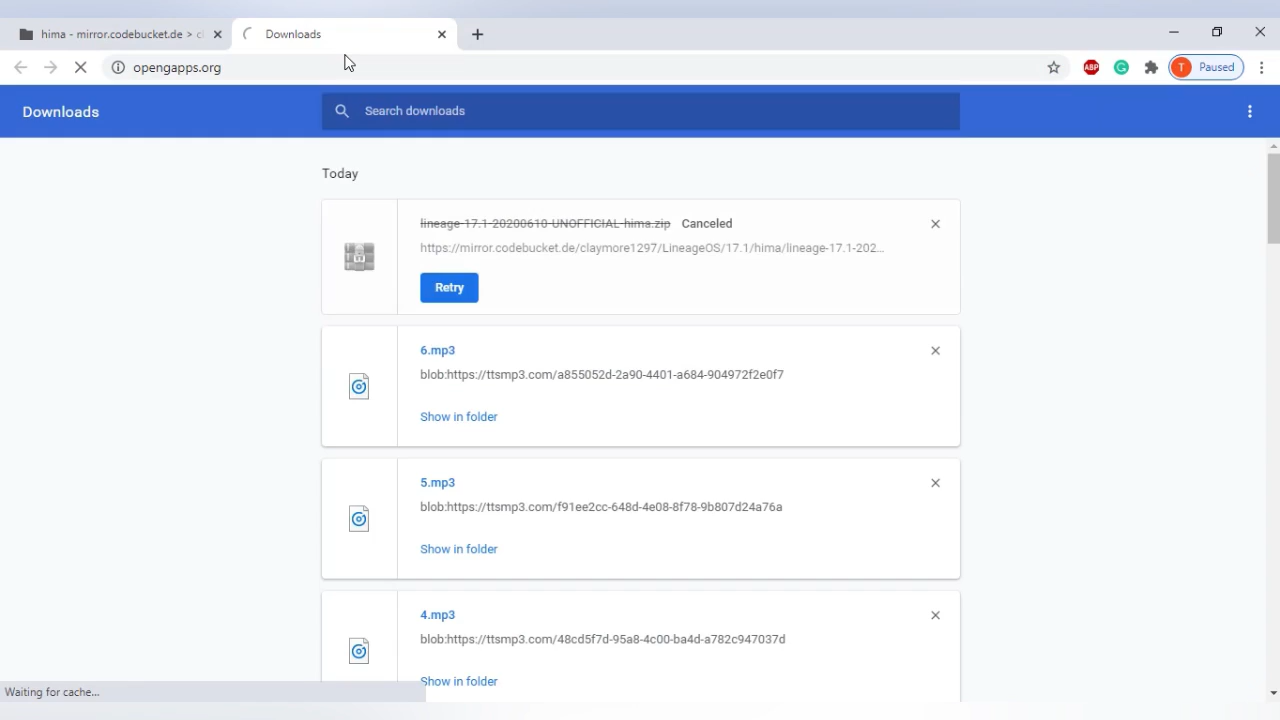 hima - mirror.codebucket.de > cl
Downloads
opengapps.org
ABP
G
T
Paused
Downloads
Search downloads
Today
lineage-17.1-20200610-UNOFFICIAL-hima.zip Canceled
https://mirror.codebucket.de/claymore1297/LineageOS/17.1/hima/lineage-17.1-202...
Retry
6.mp3
blob:https://ttsmp3.com/a855052d-2a90-4401-a684-904972f2e0f7
Show in folder
5.mp3
blob:https://ttsmp3.com/f91ee2cc-648d-4e08-8f78-9b807d24a76a
Show in folder
4.mp3
blob:https://ttsmp3.com/48cd5f7d-95a8-4c00-ba4d-a782c947037d
Show in folder
Waiting for cache...